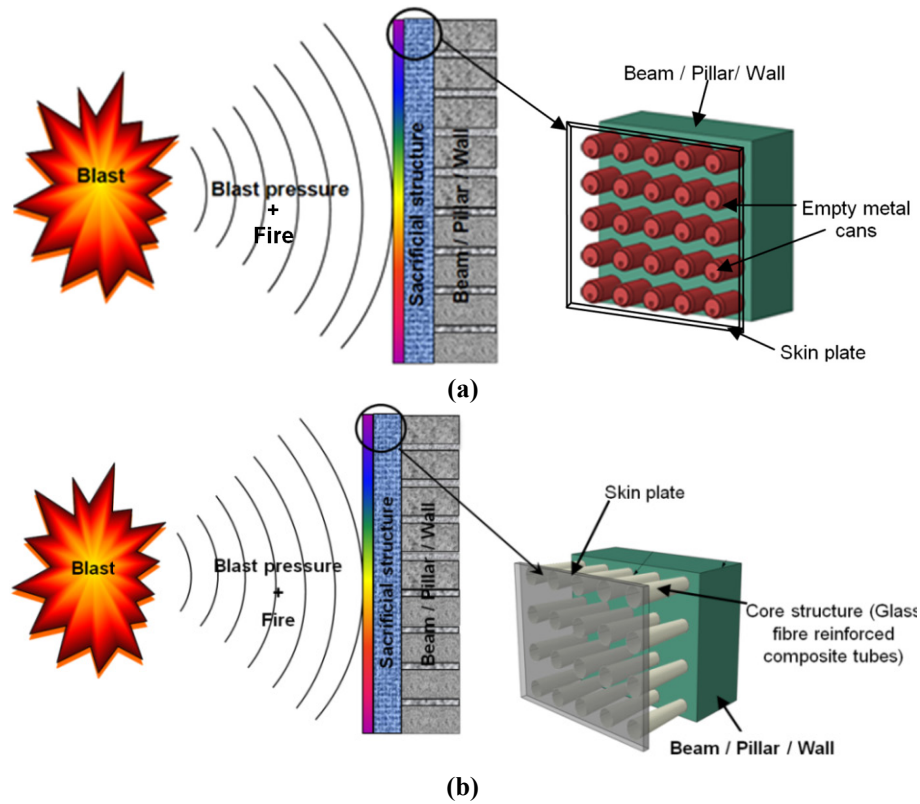 Blast
Blast pressure
+
Fire
Sacrificial structure
Beam / Pillar / Wall
Beam / Pillar/ Wall
Empty metal
cans
Skin plate
(a)
Blast
Blast pressure
+
Fire
Sacrificial structure
Beam / Pillar / Wall
Skin plate
Core structure (Glass
fibre reinforced
composite tubes)
Beam / Pillar / Wall
(b)